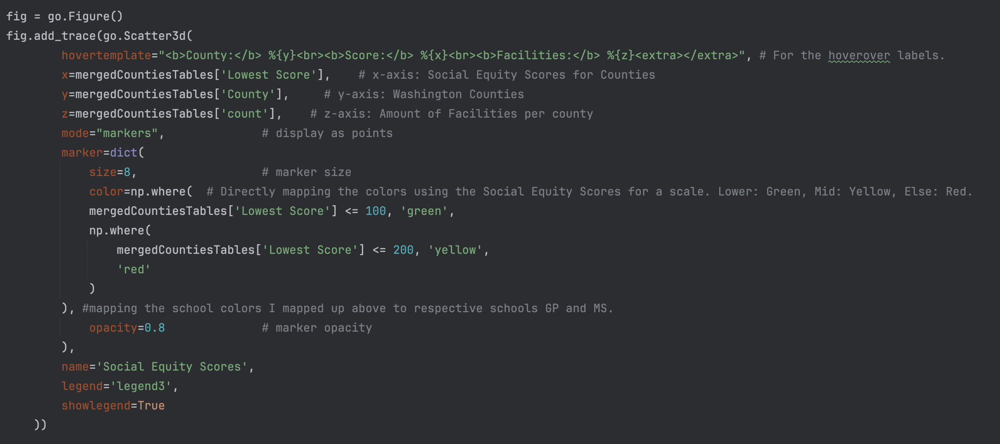 fig = go.Figure()
fig.add_trace(go.Scatter3d(
        hovertemplate="<b>County:</b> %{y}<br><b>Score:</b> %{x}<br><b>Facilities:</b> %{z}<extra></extra>", # For the hoverover labels.
        x=mergedCountiesTables['Lowest Score'],    # x-axis: Social Equity Scores for Counties
        y=mergedCountiesTables['County'],     # y-axis: Washington Counties
        z=mergedCountiesTables['count'],    # z-axis: Amount of Facilities per county
        mode="markers",              # display as points
        marker=dict(
            size=8,                  # marker size
            color=np.where(  # Directly mapping the colors using the Social Equity Scores for a scale. Lower: Green, Mid: Yellow, Else: Red.
            mergedCountiesTables['Lowest Score'] <= 100, 'green',
            np.where(
                mergedCountiesTables['Lowest Score'] <= 200, 'yellow',
                'red'
            )
        ), #mapping the school colors I mapped up above to respective schools GP and MS.
            opacity=0.8              # marker opacity
        ),
        name='Social Equity Scores',
        legend='legend3',
        showlegend=True
    ))